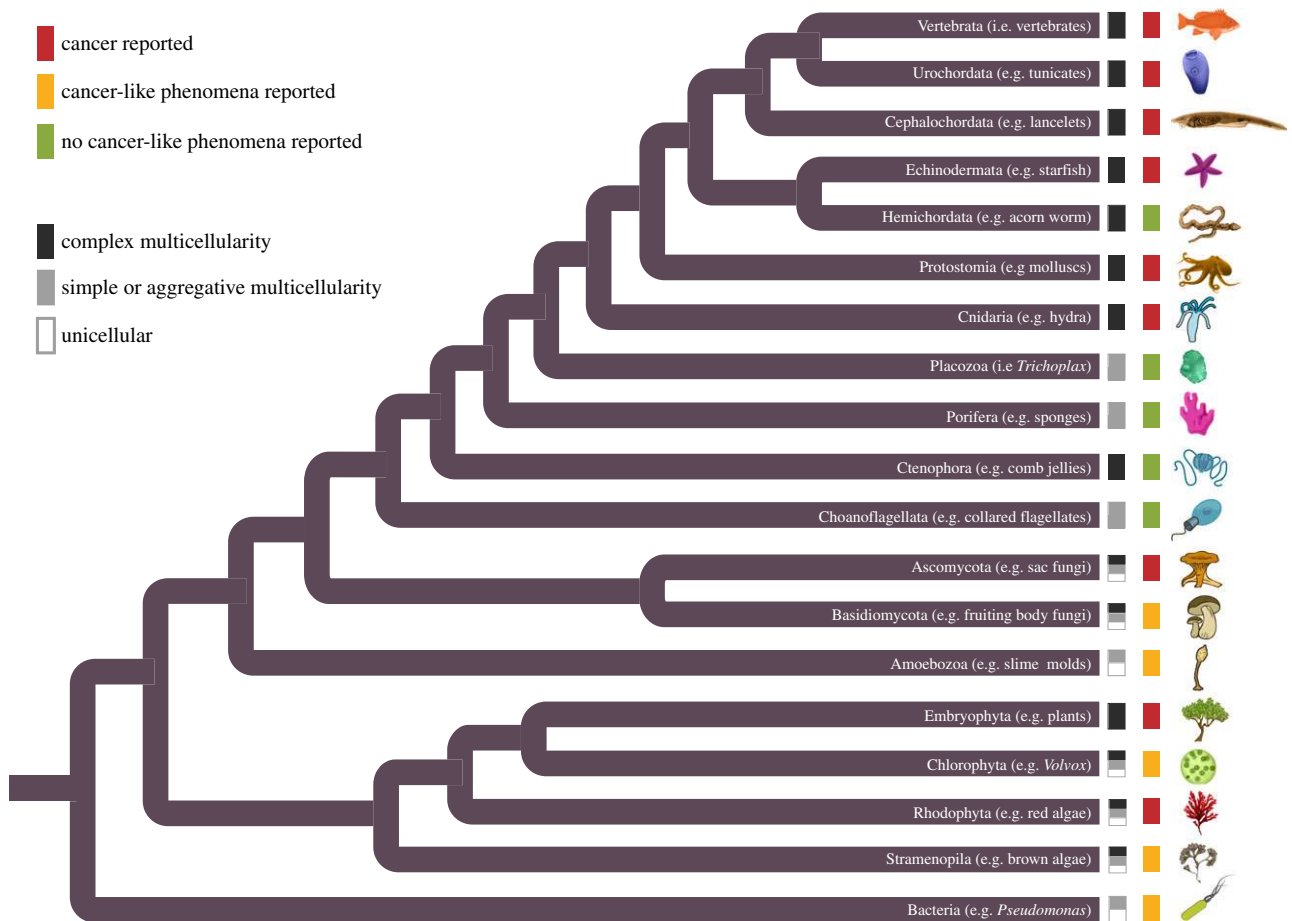 cancer reported
cancer-like phenomena reported
no cancer-like phenomena reported
complex multicellularity
simple or aggregative multicellularity
unicellular
Vertebrata (i.e. vertebrates)
Urochordata (e.g. tunicates)
Cephalochordata (e.g. lancelets)
Echinodermata (e.g. starfish)
Hemichordata (e.g. acorn worm)
Protostomia (e.g molluscs)
Cnidaria (e.g. hydra)
Placozoa (i.e Trichoplax)
Porifera (e.g. sponges)
Ctenophora (e.g. comb jellies)
Choanoflagellata (e.g. collared flagellates)
Ascomycota (e.g. sac fungi)
Basidiomycota (e.g. fruiting body fungi)
Amoebozoa (e.g. slime molds)
Embryophyta (e.g. plants)
Chlorophyta (e.g. Volvox)
Rhodophyta (e.g. red algae)
Stramenopila (e.g. brown algae)
Bacteria (e.g. Pseudomonas)